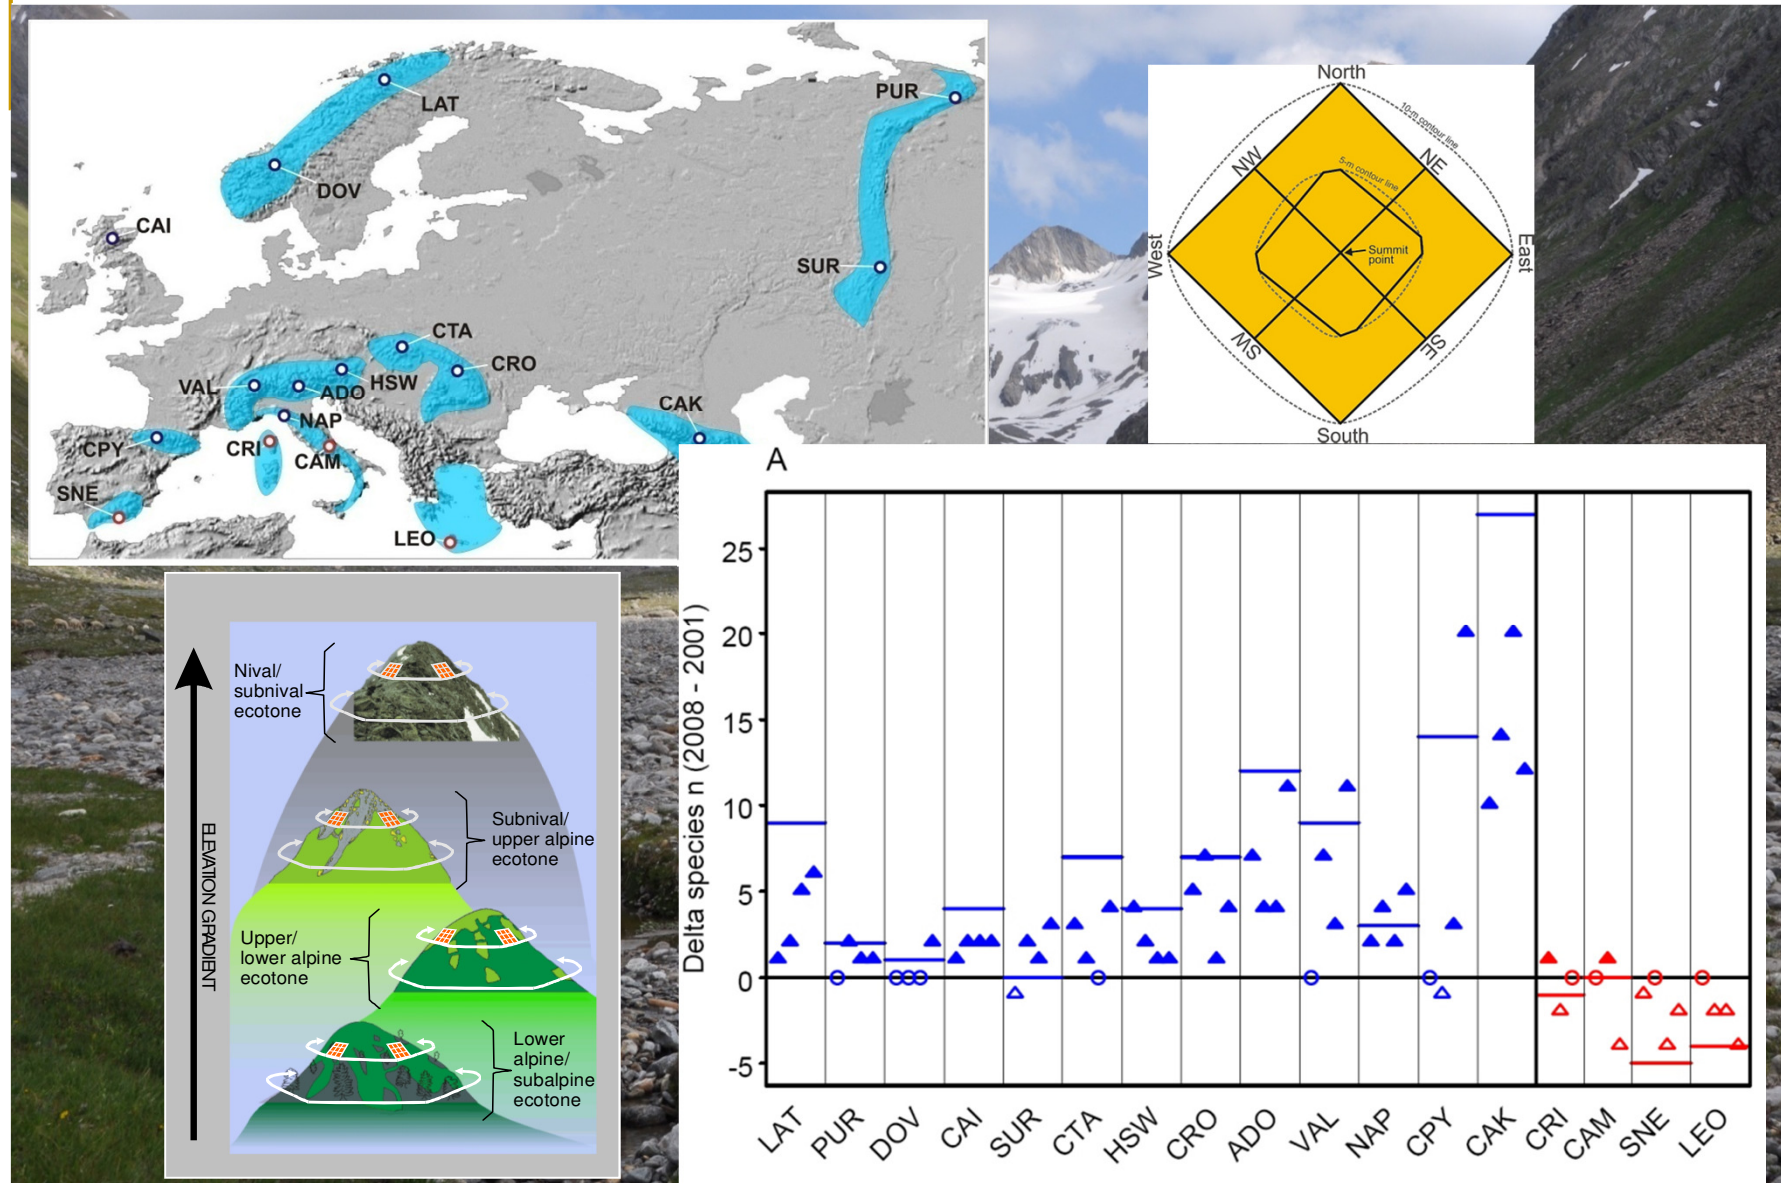 LAT
PUR
DOV
CAI
SUR
CTA
CRO
HSW
VAL
ADO
CAK
NAP
CPY
CRI
CAM
SNE
LEO
North
10-m contour line
NW
NE
5-m contour line
West
Summit
point
East
SW
SE
South
Nival/
subnival
ecotone
Subnival/
upper alpine
ecotone
Upper/
lower alpine
ecotone
Lower
alpine/
subalpine
ecotone
ELEVATION GRADIENT
A
Delta species n (2008 - 2001)
25
20
15
10
5
0
-5
LAT PUR DOV CAI SUR CTA HSW CRO ADO VAL NAP CPY CAK CRI CAM SNE LEO